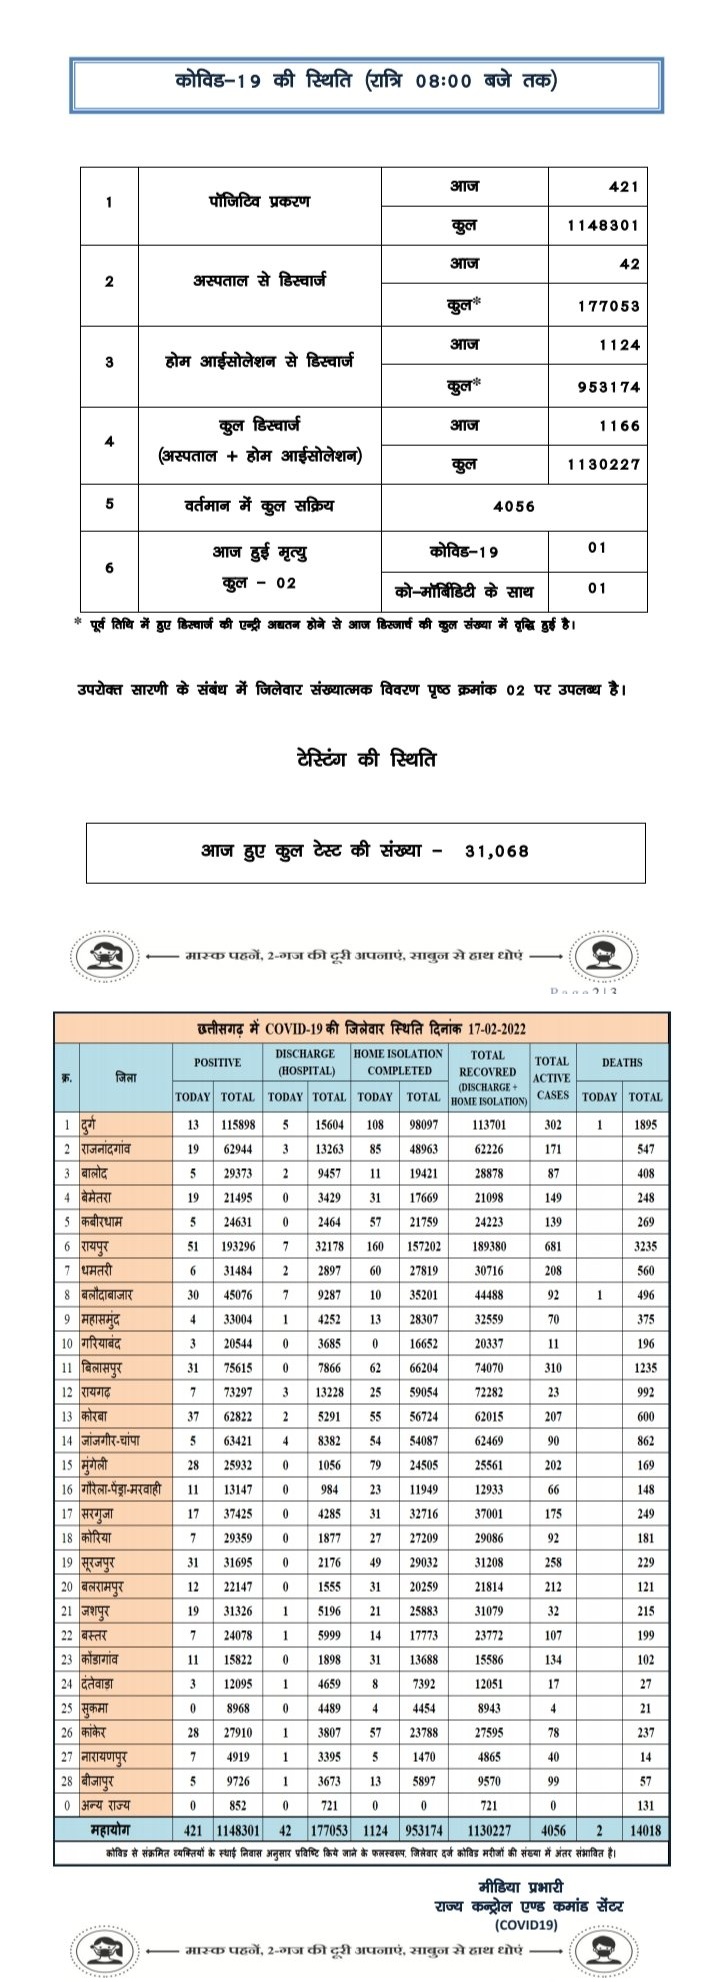 कोविड-19 की स्थिति (रात्रि 08:00 बजे तक)
1 पॉजिटिव प्रकरण आज 421
कुल 1148301
2 अस्पताल से डिस्चार्ज आज 42
कुल* 177053
3 होम आईसोलेशन से डिस्चार्ज आज 1124
कुल* 953174
4 कुल डिस्चार्ज (अस्पताल + होम आईसोलेशन) आज 1166
कुल 1130227
5 वर्तमान में कुल सक्रिय 4056
6 आज हुई मृत्यु कुल - 02 कोविड-19 01
को-मॉर्बिडिटी के साथ 01
* पूर्व तिथि में हुए डिस्चार्ज की एन्ट्री अद्यतन होने से आज डिस्जार्च की कुल संख्या में वृद्धि हुई है।
उपरोक्त सारणी के संबंध में जिलेवार संख्यात्मक विवरण पृष्ठ क्रमांक 02 पर उपलब्ध है।
टेस्टिंग की स्थिति
आज हुए कुल टेस्ट की संख्या - 31,068
मास्क पहनें, 2-गज की दूरी अपनाएं, साबुन से हाथ धोएं
छत्तीसगढ़ में COVID-19 की जिलेवार स्थिति दिनांक 17-02-2022
क्र. जिला POSITIVE DISCHARGE (HOSPITAL) HOME ISOLATION COMPLETED TOTAL RECOVRED (DISCHARGE + HOME ISOLATION) TOTAL ACTIVE CASES DEATHS
TODAY TOTAL TODAY TOTAL TODAY TOTAL TODAY TOTAL
1 दुर्ग 13 115898 5 15604 108 98097 113701 302 1 1895
2 राजनांदगांव 19 62944 3 13263 85 48963 62226 171 547
3 बालोद 5 29373 2 9457 11 19421 28878 87 408
4 बेमेतरा 19 21495 0 3429 31 17669 21098 149 248
5 कबीरधाम 5 24631 0 2464 57 21759 24223 139 269
6 रायपुर 51 193296 7 32178 160 157202 189380 681 3235
7 धमतरी 6 31484 2 2897 60 27819 30716 208 560
8 बलौदाबाजार 30 45076 7 9287 10 35201 44488 92 1 496
9 महासमुंद 4 33004 1 4252 13 28307 32559 70 375
10 गरियाबंद 3 20544 0 3685 0 16652 20337 11 196
11 बिलासपुर 31 75615 0 7866 62 66204 74070 310 1235
12 रायगढ़ 7 73297 3 13228 25 59054 72282 23 992
13 कोरबा 37 62822 2 5291 55 56724 62015 207 600
14 जांजगीर-चांपा 5 63421 4 8382 54 54087 62469 90 862
15 मुंगेली 28 25932 0 1056 79 24505 25561 202 169
16 गौरेला-पेंड्रा-मरवाही 11 13147 0 984 23 11949 12933 66 148
17 सरगुजा 17 37425 0 4285 31 32716 37001 175 249
18 कोरिया 7 29359 0 1877 27 27209 29086 92 181
19 सूरजपुर 31 31695 0 2176 49 29032 31208 258 229
20 बलरामपुर 12 22147 0 1555 31 20259 21814 212 121
21 जशपुर 19 31326 1 5196 21 25883 31079 32 215
22 बस्तर 7 24078 1 5999 14 17773 23772 107 199
23 कोंडागांव 11 15822 0 1898 31 13688 15586 134 102
24 दंतेवाड़ा 3 12095 1 4659 8 7392 12051 17 27
25 सुकमा 0 8968 0 4489 4 4454 8943 4 21
26 कांकेर 28 27910 1 3807 57 23788 27595 78 237
27 नारायणपुर 7 4919 1 3395 5 1470 4865 40 14
28 बीजापुर 5 9726 1 3673 13 5897 9570 99 57
0 अन्य राज्य 0 852 0 721 0 0 721 0 131
महायोग 421 1148301 42 177053 1124 953174 1130227 4056 2 14018
कोविड से संक्रमित व्यक्तियों के स्थाई निवास अनुसार प्रविष्टि किये जाने के फलस्वरूप, जिलेवार दर्ज कोविड मरीजों की संख्या में अंतर संभावित है।
मीडिया प्रभारी
राज्य कन्ट्रोल एण्ड कमांड सेंटर
(COVID19)
मास्क पहनें, 2-गज की दूरी अपनाएं, साबुन से हाथ धोएं